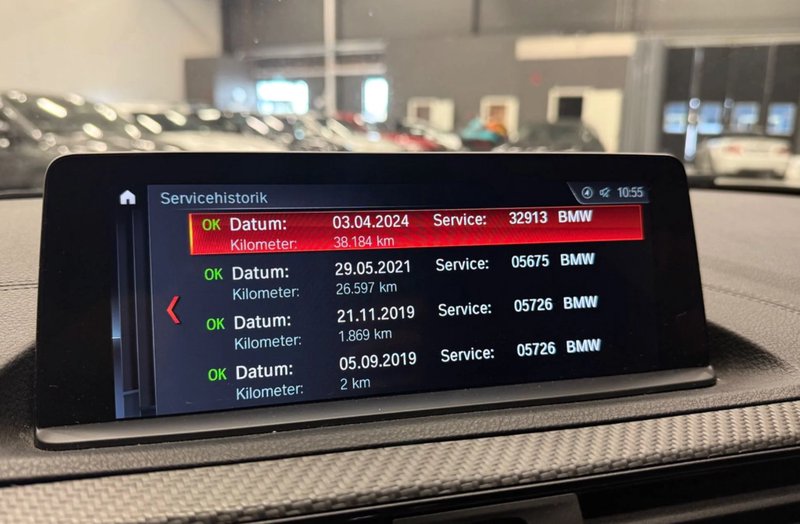 Servicehistorik 10:55
OK Datum: 03.04.2024 Service: 32913 BMW
Kilometer: 38.184 km
OK Datum: 29.05.2021 Service: 05675 BMW
Kilometer: 26.597 km
OK Datum: 21.11.2019 Service: 05726 BMW
Kilometer: 1.869 km
OK Datum: 05.09.2019 Service: 05726 BMW
Kilometer: 2 km